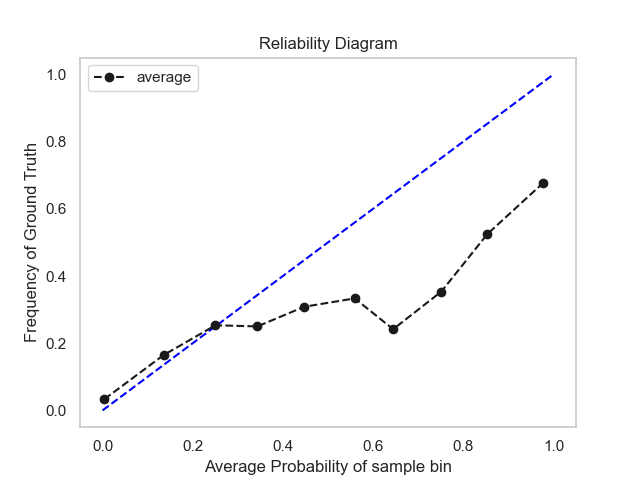 Reliability Diagram
average
Frequency of Ground Truth
1.0
0.8
0.6
0.4
0.2
0.0
0.0 0.2 0.4 0.6 0.8 1.0
Average Probability of sample bin